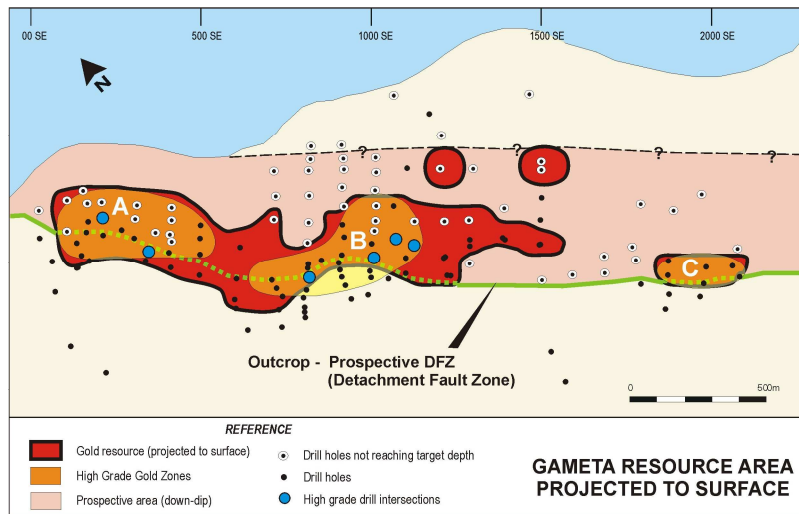 00 SE
500 SE
1000 SE
1500 SE
2000 SE
N
?
?
?
?
A
B
C
Outcrop - Prospective DFZ
(Detachment Fault Zone)
0
500m
REFERENCE
Gold resource (projected to surface)
High Grade Gold Zones
Prospective area (down-dip)
Drill holes not reaching target depth
Drill holes
High grade drill intersections
GAMETA RESOURCE AREA
PROJECTED TO SURFACE